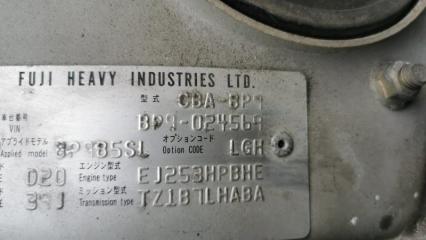 FUJI HEAVY INDUSTRIES LTD.
型式 CBA-BP9
車台番号 VIN BP9-024569
アプライドモデル オプションコード
Applied model BP9B5SL Option CODE LGH
E 020 エンジン型式 Engine type EJ253HPBHE
E 39J ミッション型式 Transmission type TZ1B7LHABA